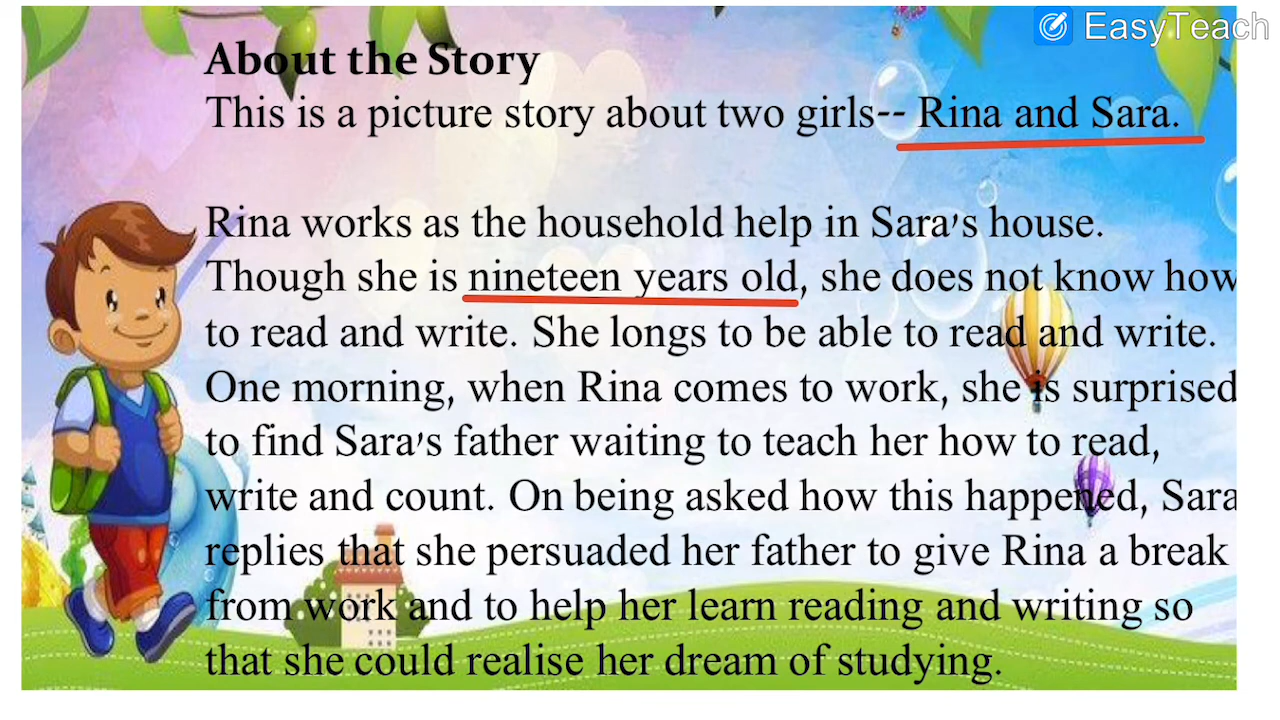 EasyTeach
About the Story
This is a picture story about two girls-- Rina and Sara.
Rina works as the household help in Sara's house.
Though she is nineteen years old, she does not know how
to read and write. She longs to be able to read and write.
One morning, when Rina comes to work, she is surprised
to find Sara's father waiting to teach her how to read,
write and count. On being asked how this happened, Sara
replies that she persuaded her father to give Rina a break
from work and to help her learn reading and writing so
that she could realise her dream of studying.